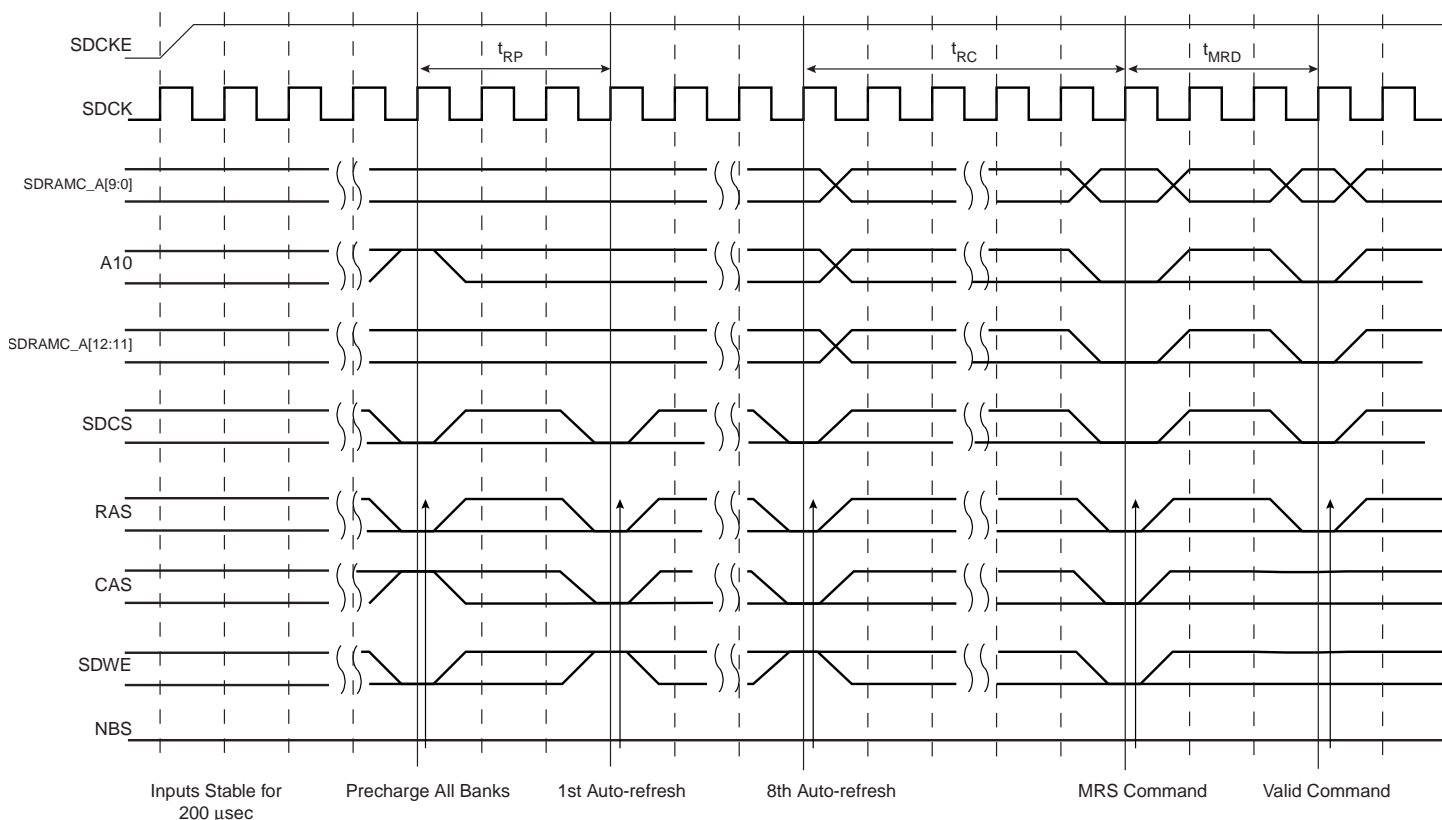 SDCKE
tRP
tRC
tMRD
SDCK
SDRAMC_A[9:0]
A10
SDRAMC_A[12:11]
SDCS
RAS
CAS
SDWE
NBS
Inputs Stable for
200 μsec
Precharge All Banks
1st Auto-refresh
8th Auto-refresh
MRS Command
Valid Command